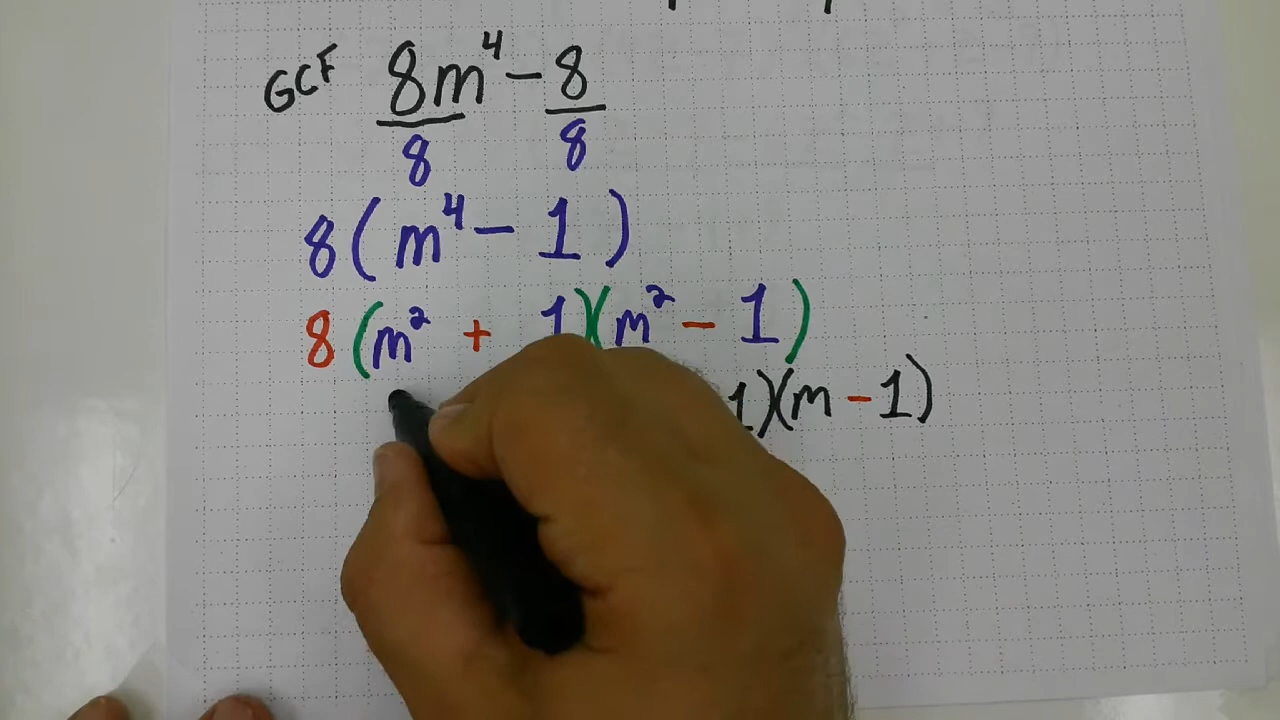 GCF 8m⁴ - 8
8 8
8(m⁴ - 1)
8(m² + 1)(m² - 1)
1)(m - 1)